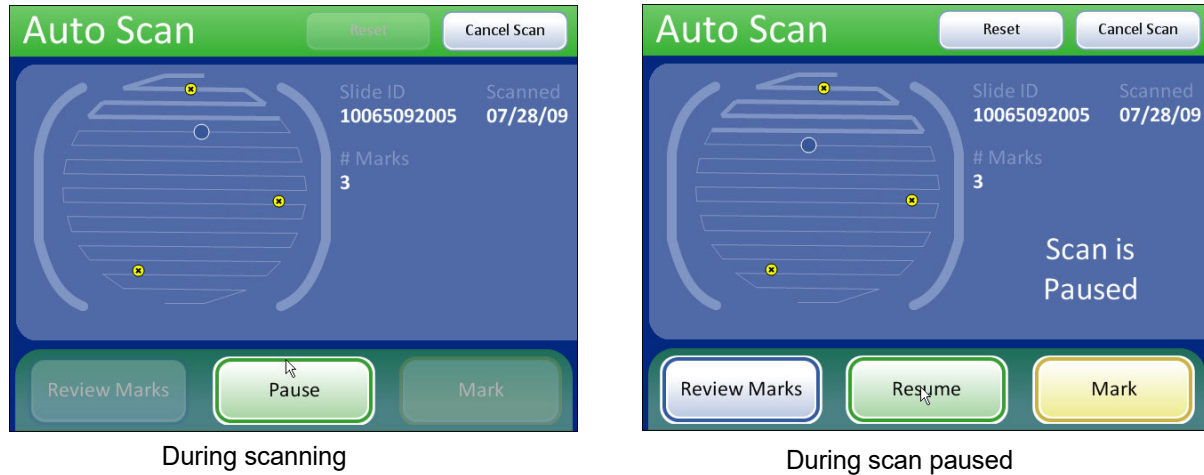 Auto Scan Reset Cancel Scan
Slide ID Scanned
10065092005 07/28/09
# Marks
3
Review Marks Pause Mark
During scanning
Auto Scan Reset Cancel Scan
Slide ID Scanned
10065092005 07/28/09
# Marks
3
Scan is
Paused
Review Marks Resume Mark
During scan paused